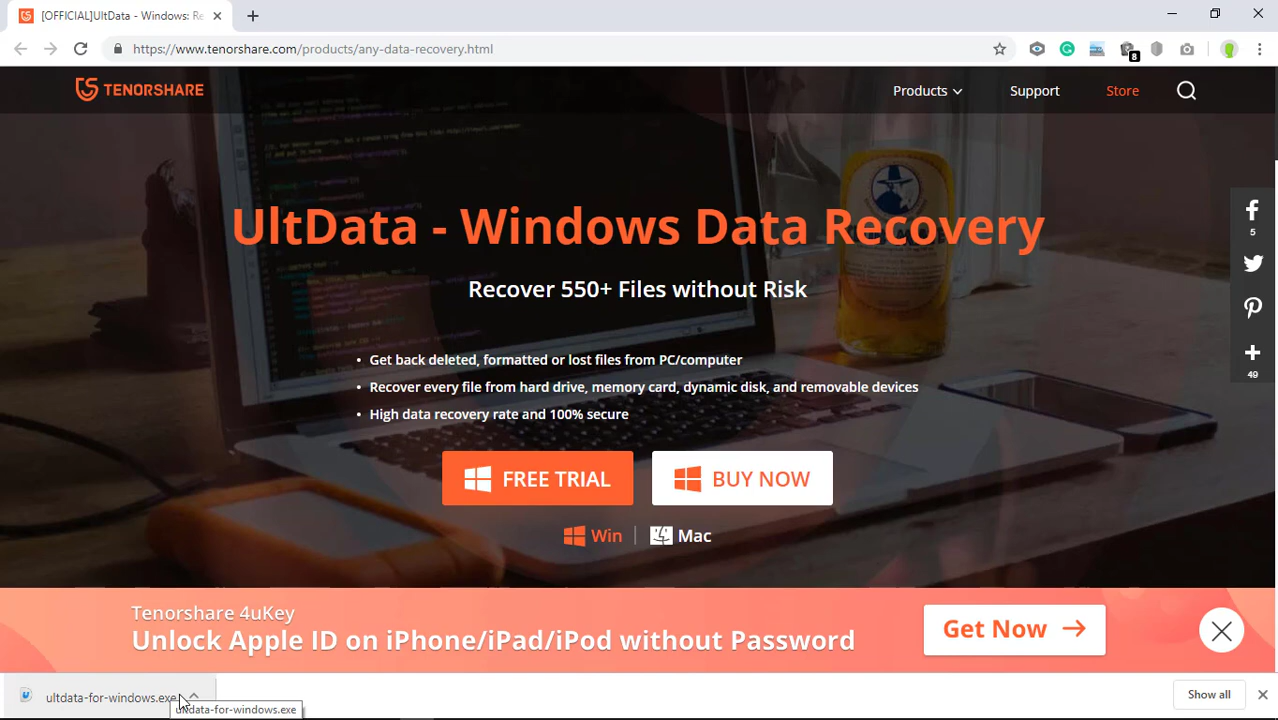 [OFFICIAL]UltData - Windows: Re
https://www.tenorshare.com/products/any-data-recovery.html
8
TENORSHARE
Products
Support
Store
UltData - Windows Data Recovery
Recover 550+ Files without Risk
• Get back deleted, formatted or lost files from PC/computer
• Recover every file from hard drive, memory card, dynamic disk, and removable devices
• High data recovery rate and 100% secure
FREE TRIAL
BUY NOW
Win
Mac
5
49
Tenorshare 4uKey
Unlock Apple ID on iPhone/iPad/iPod without Password
Get Now
ultdata-for-windows.exe
ultdata-for-windows.exe
Show all